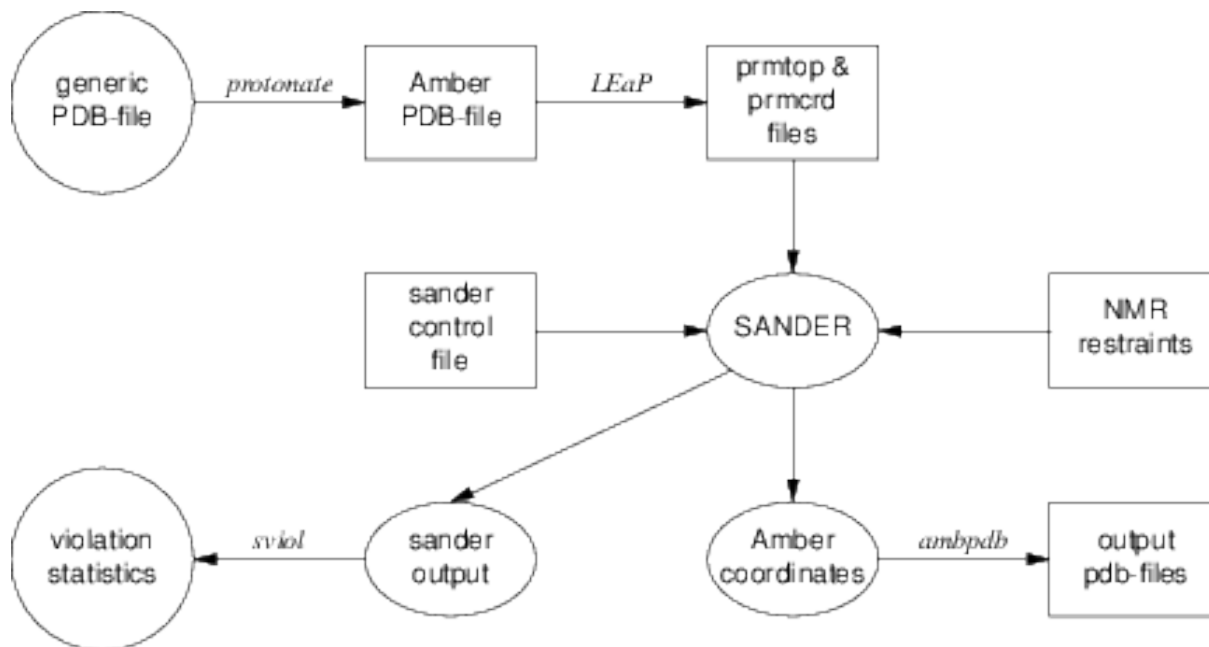 generic
PDB-file
protonate
Amber
PDB-file
LEaP
prmtop &
prmcrd
files
sander
control
file
SANDER
NMR
restraints
violation
statistics
sviol
sander
output
Amber
coordinates
ambpdb
output
pdb-files